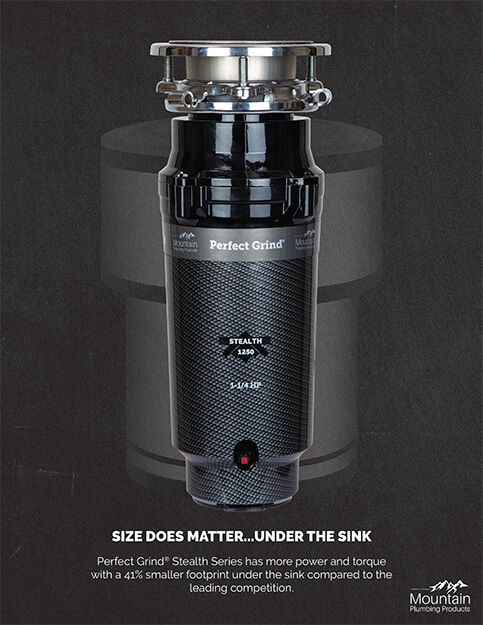 Mountain
Plumbing Products
Perfect Grind®
Mountain
Plumbing Products
STEALTH
1250
1-1/4 HP
SIZE DOES MATTER...UNDER THE SINK
Perfect Grind® Stealth Series has more power and torque
with a 41% smaller footprint under the sink compared to the
leading competition.
Mountain
Plumbing Products